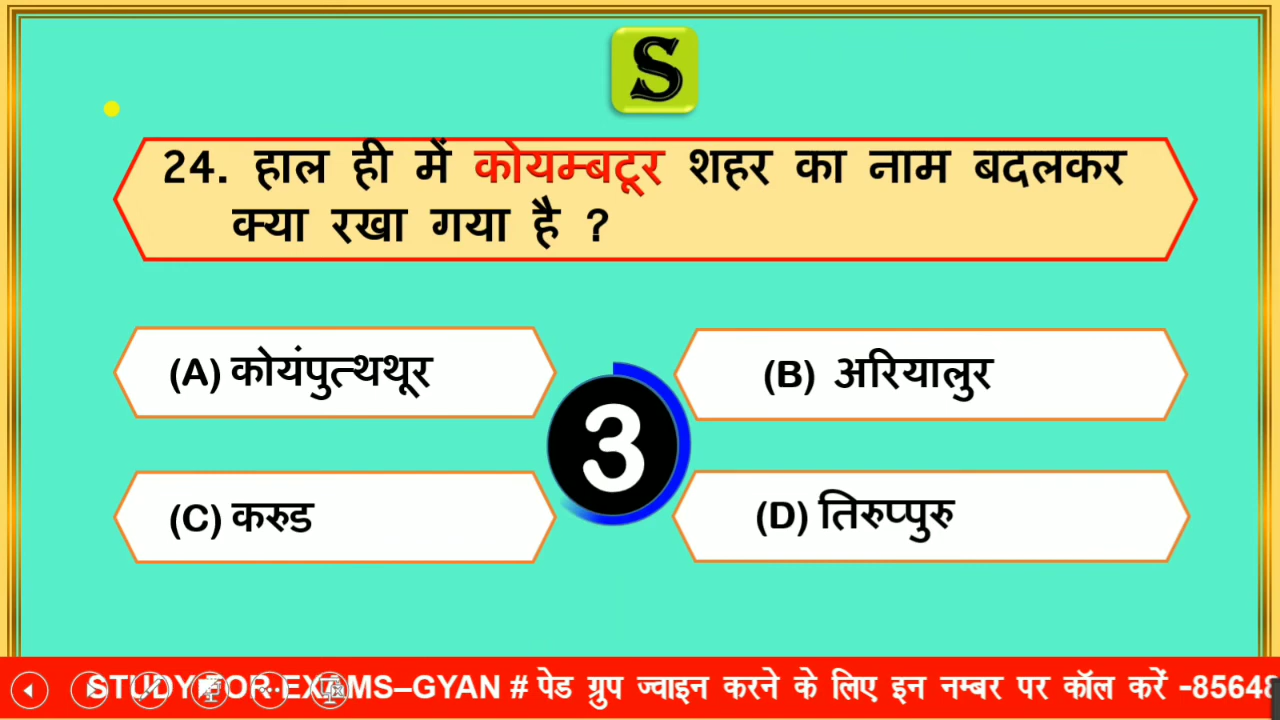 S
24. हाल ही में कोयम्बटूर शहर का नाम बदलकर
क्या रखा गया है ?
(A) कोयंपुत्थथूर
(B) अरियालुर
3
(C) करुड
(D) तिरुप्पुरु
STUDY FOR EXAMS–GYAN # पेड ग्रुप ज्वाइन करने के लिए इन नम्बर पर कॉल करें -85648